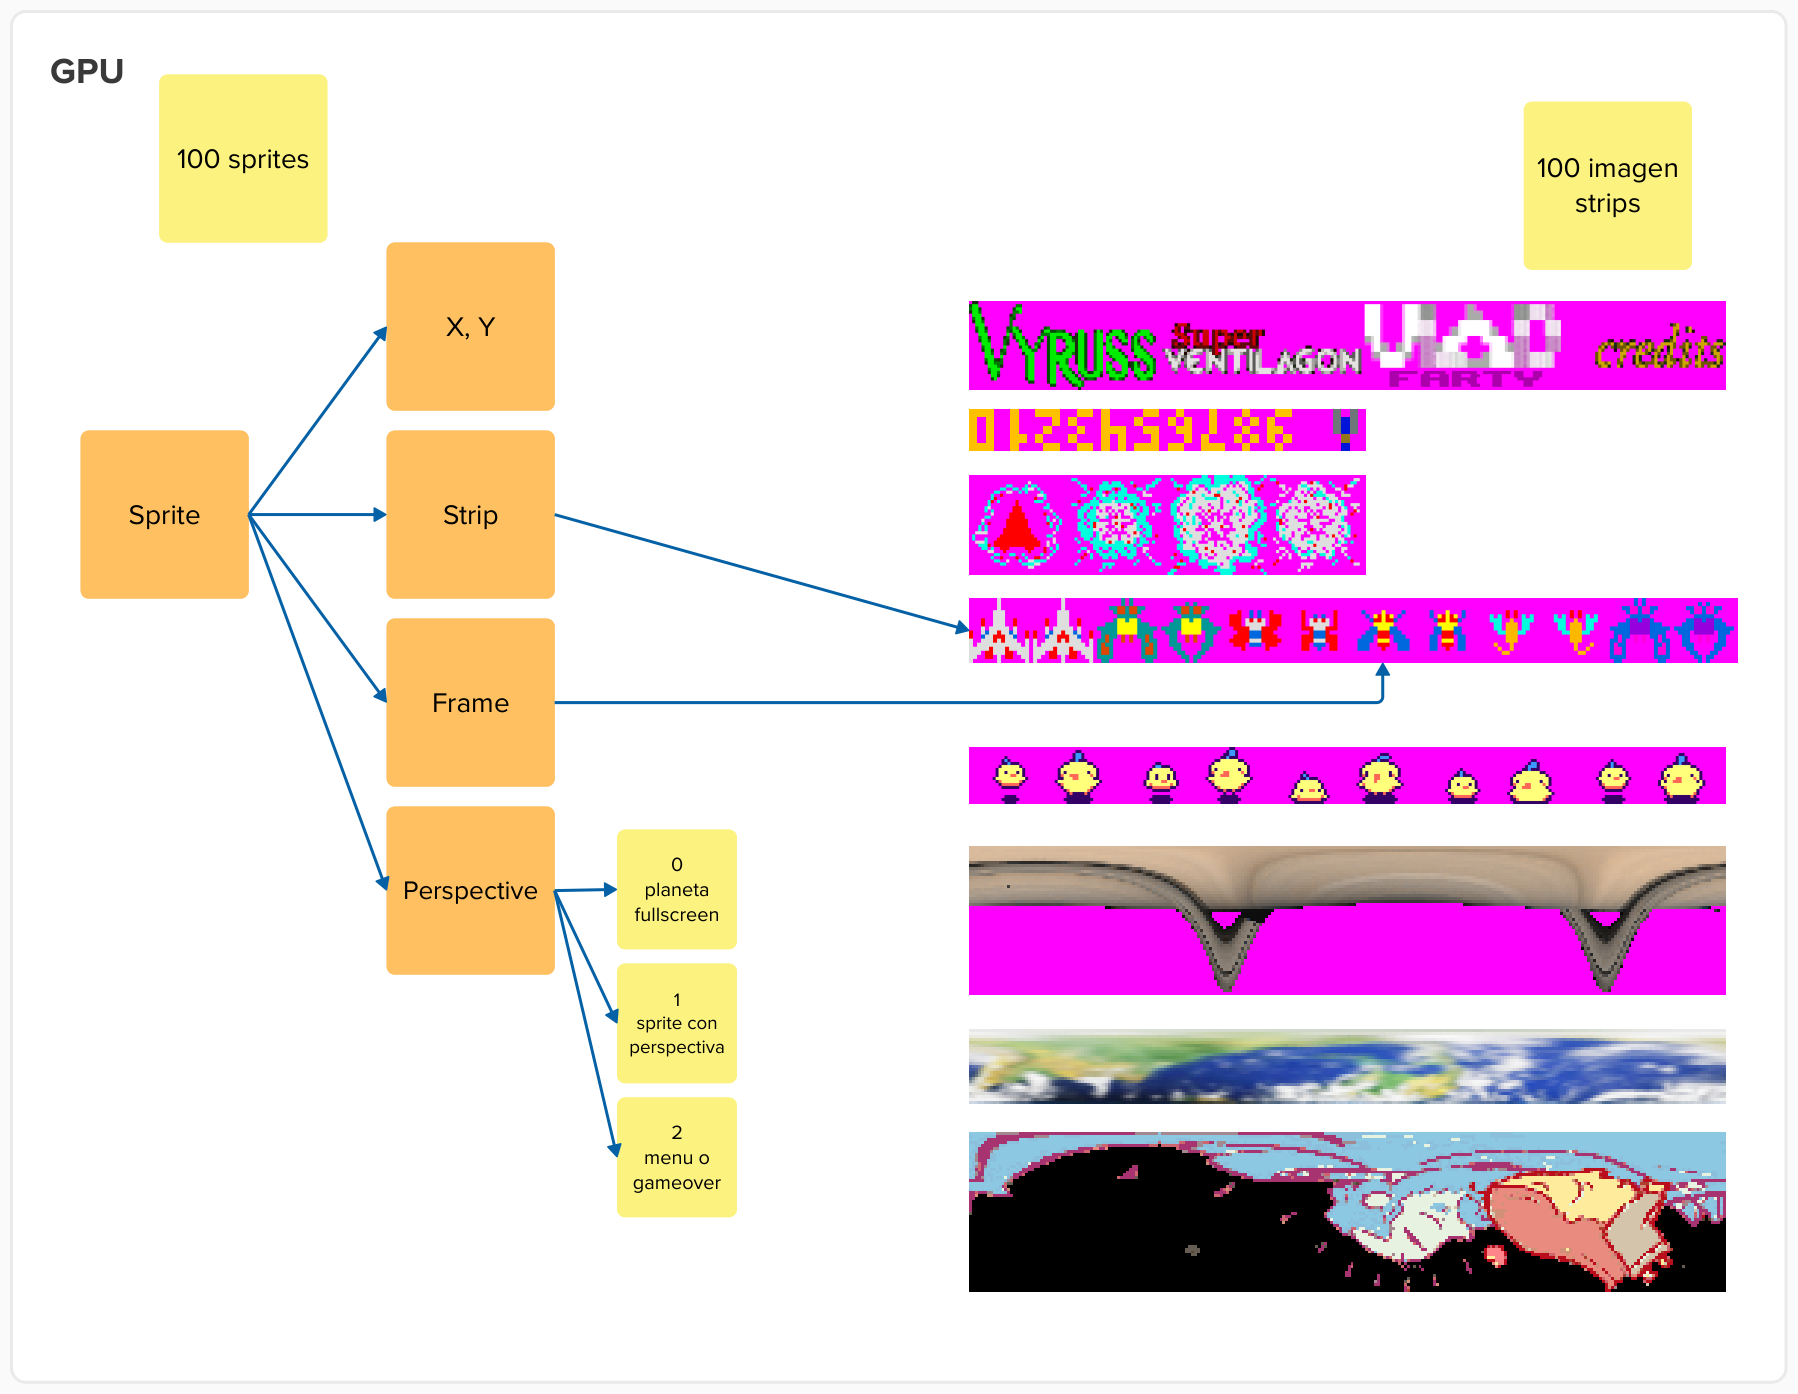 GPU
100 sprites
100 imagen
strips
X, Y
Sprite
Strip
Frame
Perspective
0
planeta
fullscreen
1
sprite con
perspectiva
2
menu o
gameover
VYRUSS
Super
VENTILAGON
FARTY
credits